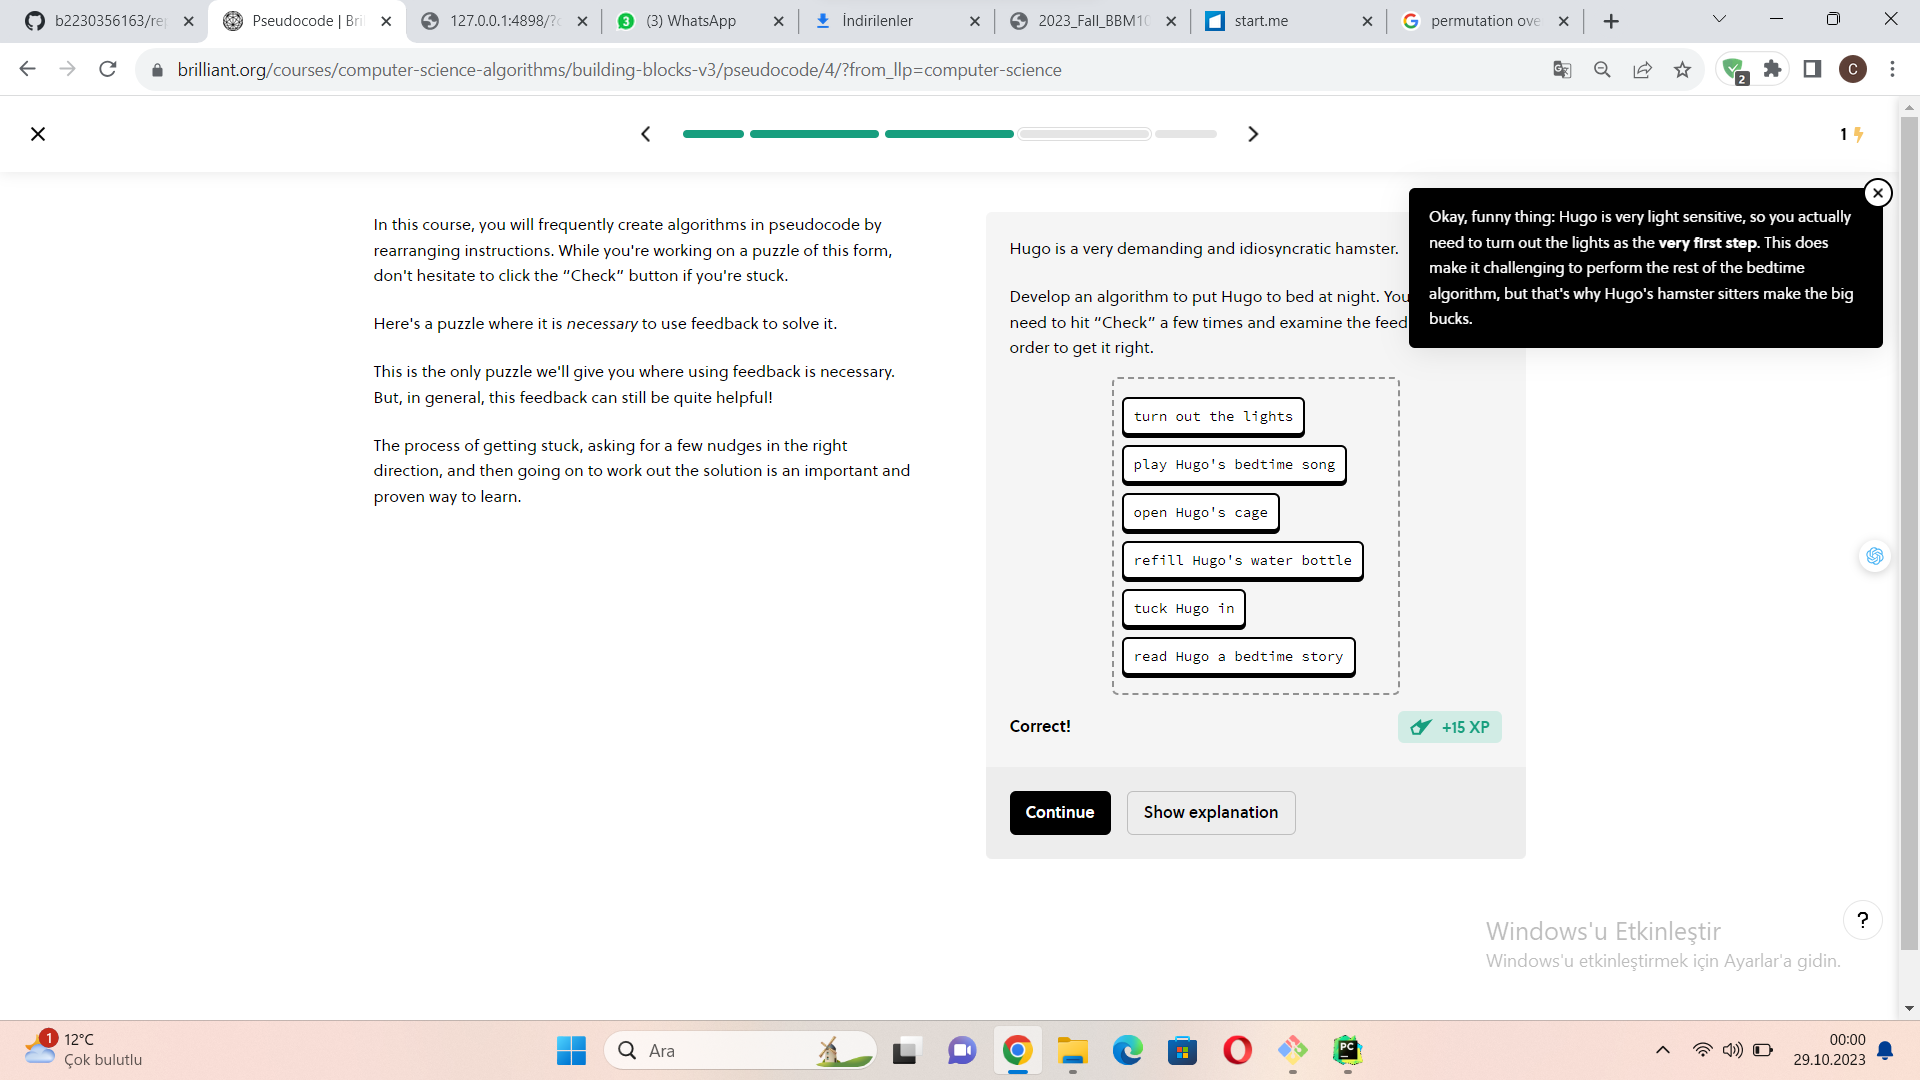 b2230356163/rep
Pseudocode | Bril
127.0.0.1:4898/?c
(3) WhatsApp
İndirilenler
2023_Fall_BBM10
start.me
permutation ove
brilliant.org/courses/computer-science-algorithms/building-blocks-v3/pseudocode/4/?from_llp=computer-science
2
C
1
In this course, you will frequently create algorithms in pseudocode by
rearranging instructions. While you're working on a puzzle of this form,
don't hesitate to click the “Check” button if you're stuck.
Here's a puzzle where it is necessary to use feedback to solve it.
This is the only puzzle we'll give you where using feedback is necessary.
But, in general, this feedback can still be quite helpful!
The process of getting stuck, asking for a few nudges in the right
direction, and then going on to work out the solution is an important and
proven way to learn.
Hugo is a very demanding and idiosyncratic hamster.
Develop an algorithm to put Hugo to bed at night. You
need to hit “Check” a few times and examine the feed
order to get it right.
Okay, funny thing: Hugo is very light sensitive, so you actually
need to turn out the lights as the very first step. This does
make it challenging to perform the rest of the bedtime
algorithm, but that's why Hugo's hamster sitters make the big
bucks.
turn out the lights
play Hugo's bedtime song
open Hugo's cage
refill Hugo's water bottle
tuck Hugo in
read Hugo a bedtime story
Correct!
+15 XP
Continue
Show explanation
?
Windows'u Etkinleştir
Windows'u etkinleştirmek için Ayarlar'a gidin.
1
12°C
Çok bulutlu
Ara
PC
00:00
29.10.2023